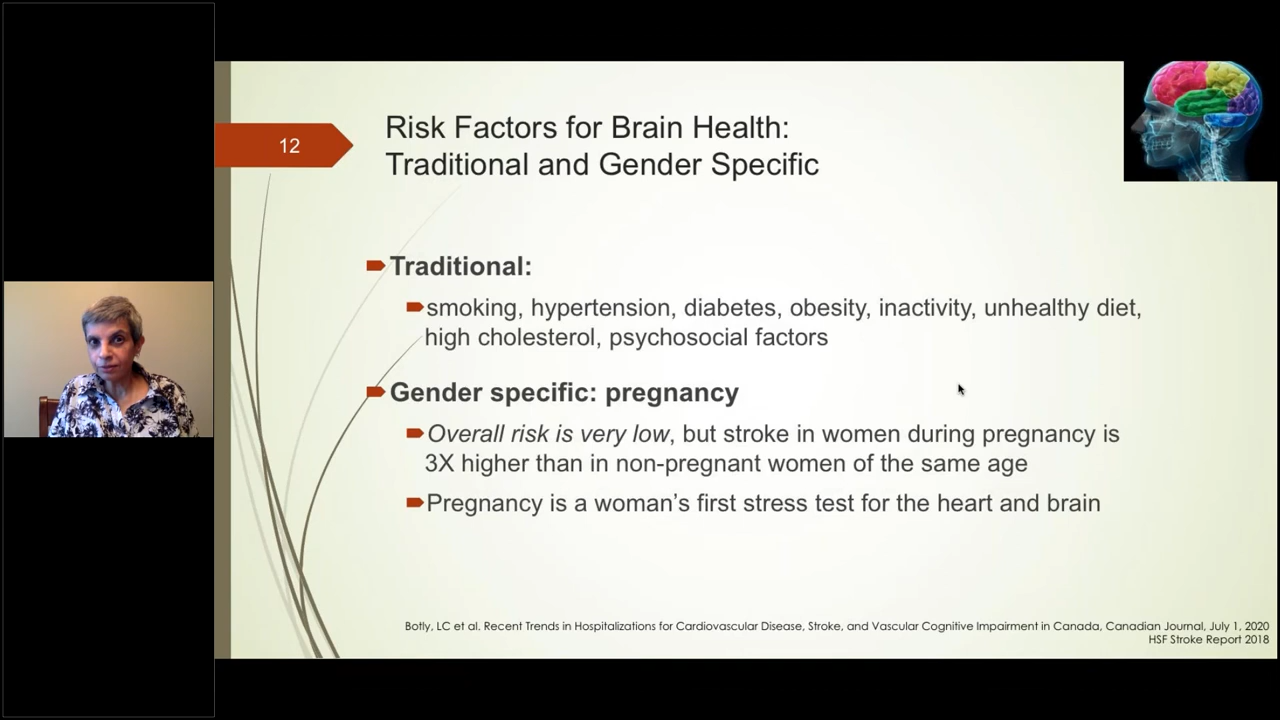 12
Risk Factors for Brain Health:
Traditional and Gender Specific
Traditional:
smoking, hypertension, diabetes, obesity, inactivity, unhealthy diet,
high cholesterol, psychosocial factors
Gender specific: pregnancy
Overall risk is very low, but stroke in women during pregnancy is
3X higher than in non-pregnant women of the same age
Pregnancy is a woman’s first stress test for the heart and brain
Botly, LC et al. Recent Trends in Hospitalizations for Cardiovascular Disease, Stroke, and Vascular Cognitive Impairment in Canada, Canadian Journal, July 1, 2020
HSF Stroke Report 2018